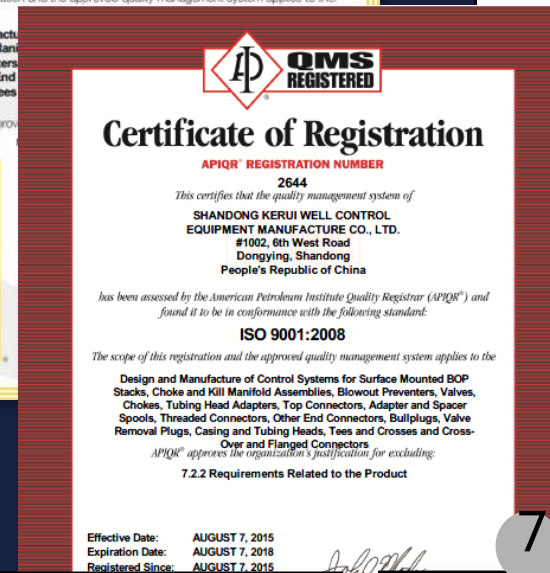 QMS
REGISTERED
Certificate of Registration
APIQR® REGISTRATION NUMBER
2644
This certifies that the quality management system of
SHANDONG KERUI WELL CONTROL
EQUIPMENT MANUFACTURE CO., LTD.
#1002, 6th West Road
Dongying, Shandong
People's Republic of China
has been assessed by the American Petroleum Institute Quality Registrar (APIQR®) and
found it to be in conformance with the following standard:
ISO 9001:2008
The scope of this registration and the approved quality management system applies to the
Design and Manufacture of Control Systems for Surface Mounted BOP
Stacks, Choke and Kill Manifold Assemblies, Blowout Preventers, Valves,
Chokes, Tubing Head Adapters, Top Connectors, Adapter and Spacer
Spools, Threaded Connectors, Other End Connectors, Bullplugs, Valve
Removal Plugs, Casing and Tubing Heads, Tees and Crosses and Cross-
Over and Flanged Connectors
APIQR® approves the organization's justification for excluding:
7.2.2 Requirements Related to the Product
Effective Date: AUGUST 7, 2015
Expiration Date: AUGUST 7, 2018
Registered Since: AUGUST 7, 2015
7